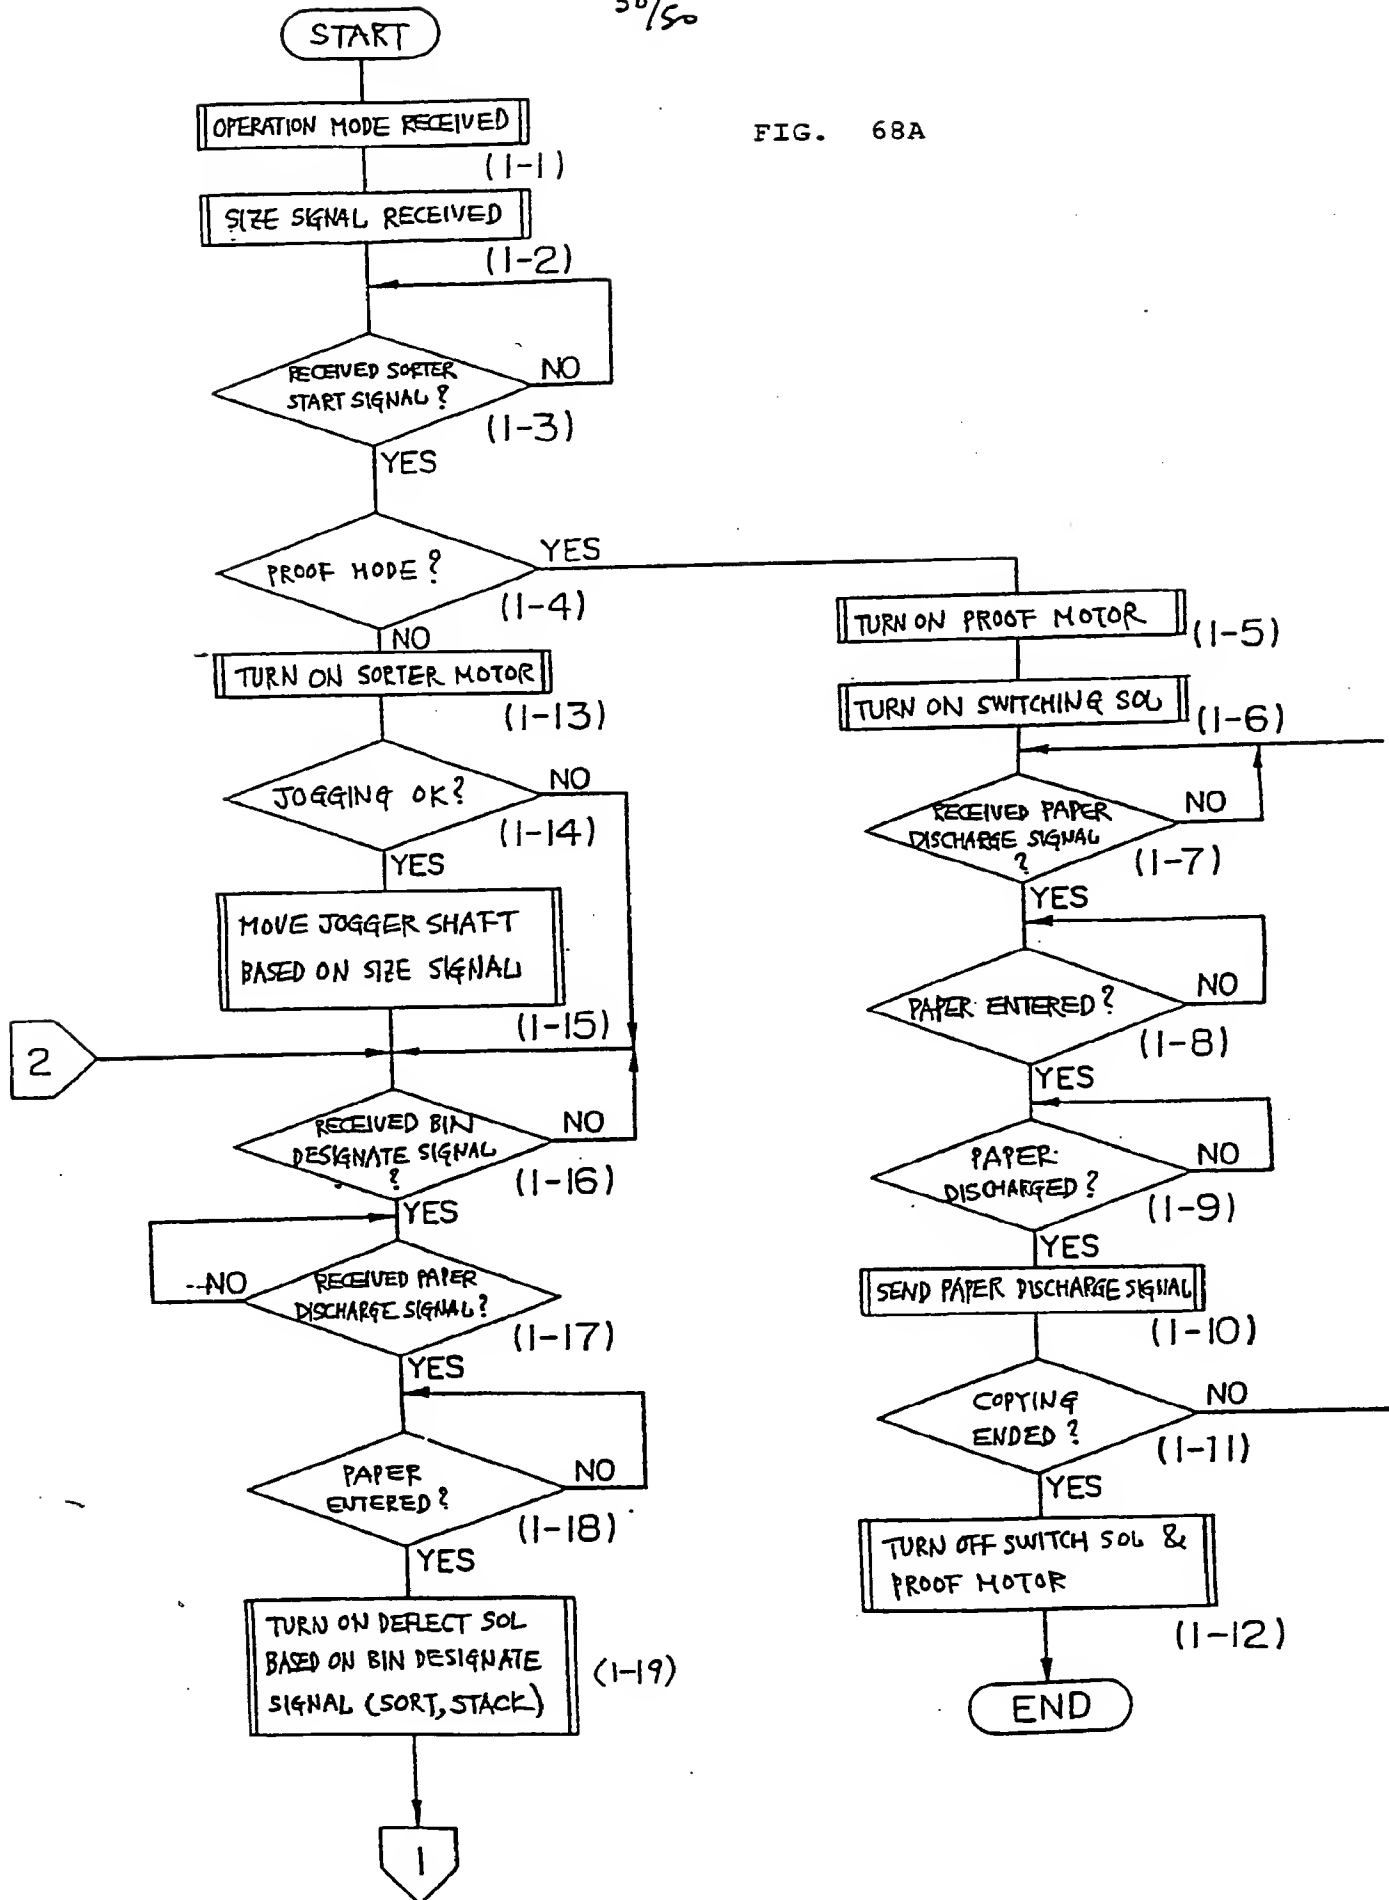 50/50
START
FIG. 68A
OPERATION MODE RECEIVED
(1-1)
SIZE SIGNAL RECEIVED
(1-2)
RECEIVED SORTER
START SIGNAL?
NO
(1-3)
YES
PROOF MODE?
YES
(1-4)
NO
TURN ON SORTER MOTOR
(1-13)
JOGGING OK?
NO
(1-14)
YES
MOVE JOGGER SHAFT
BASED ON SIZE SIGNAL
(1-15)
2
RECEIVED BIN
DESIGNATE SIGNAL
?
NO
(1-16)
YES
RECEIVED PAPER
DISCHARGE SIGNAL?
NO
(1-17)
YES
PAPER
ENTERED?
NO
(1-18)
YES
TURN ON DEFLECT SOL
BASED ON BIN DESIGNATE
SIGNAL (SORT, STACK)
(1-19)
1
TURN ON PROOF MOTOR
(1-5)
TURN ON SWITCHING SOL
(1-6)
RECEIVED PAPER
DISCHARGE SIGNAL
?
NO
(1-7)
YES
PAPER ENTERED?
NO
(1-8)
YES
PAPER
DISCHARGED?
NO
(1-9)
YES
SEND PAPER DISCHARGE SIGNAL
(1-10)
COPYING
ENDED?
NO
(1-11)
YES
TURN OFF SWITCH SOL &
PROOF MOTOR
(1-12)
END